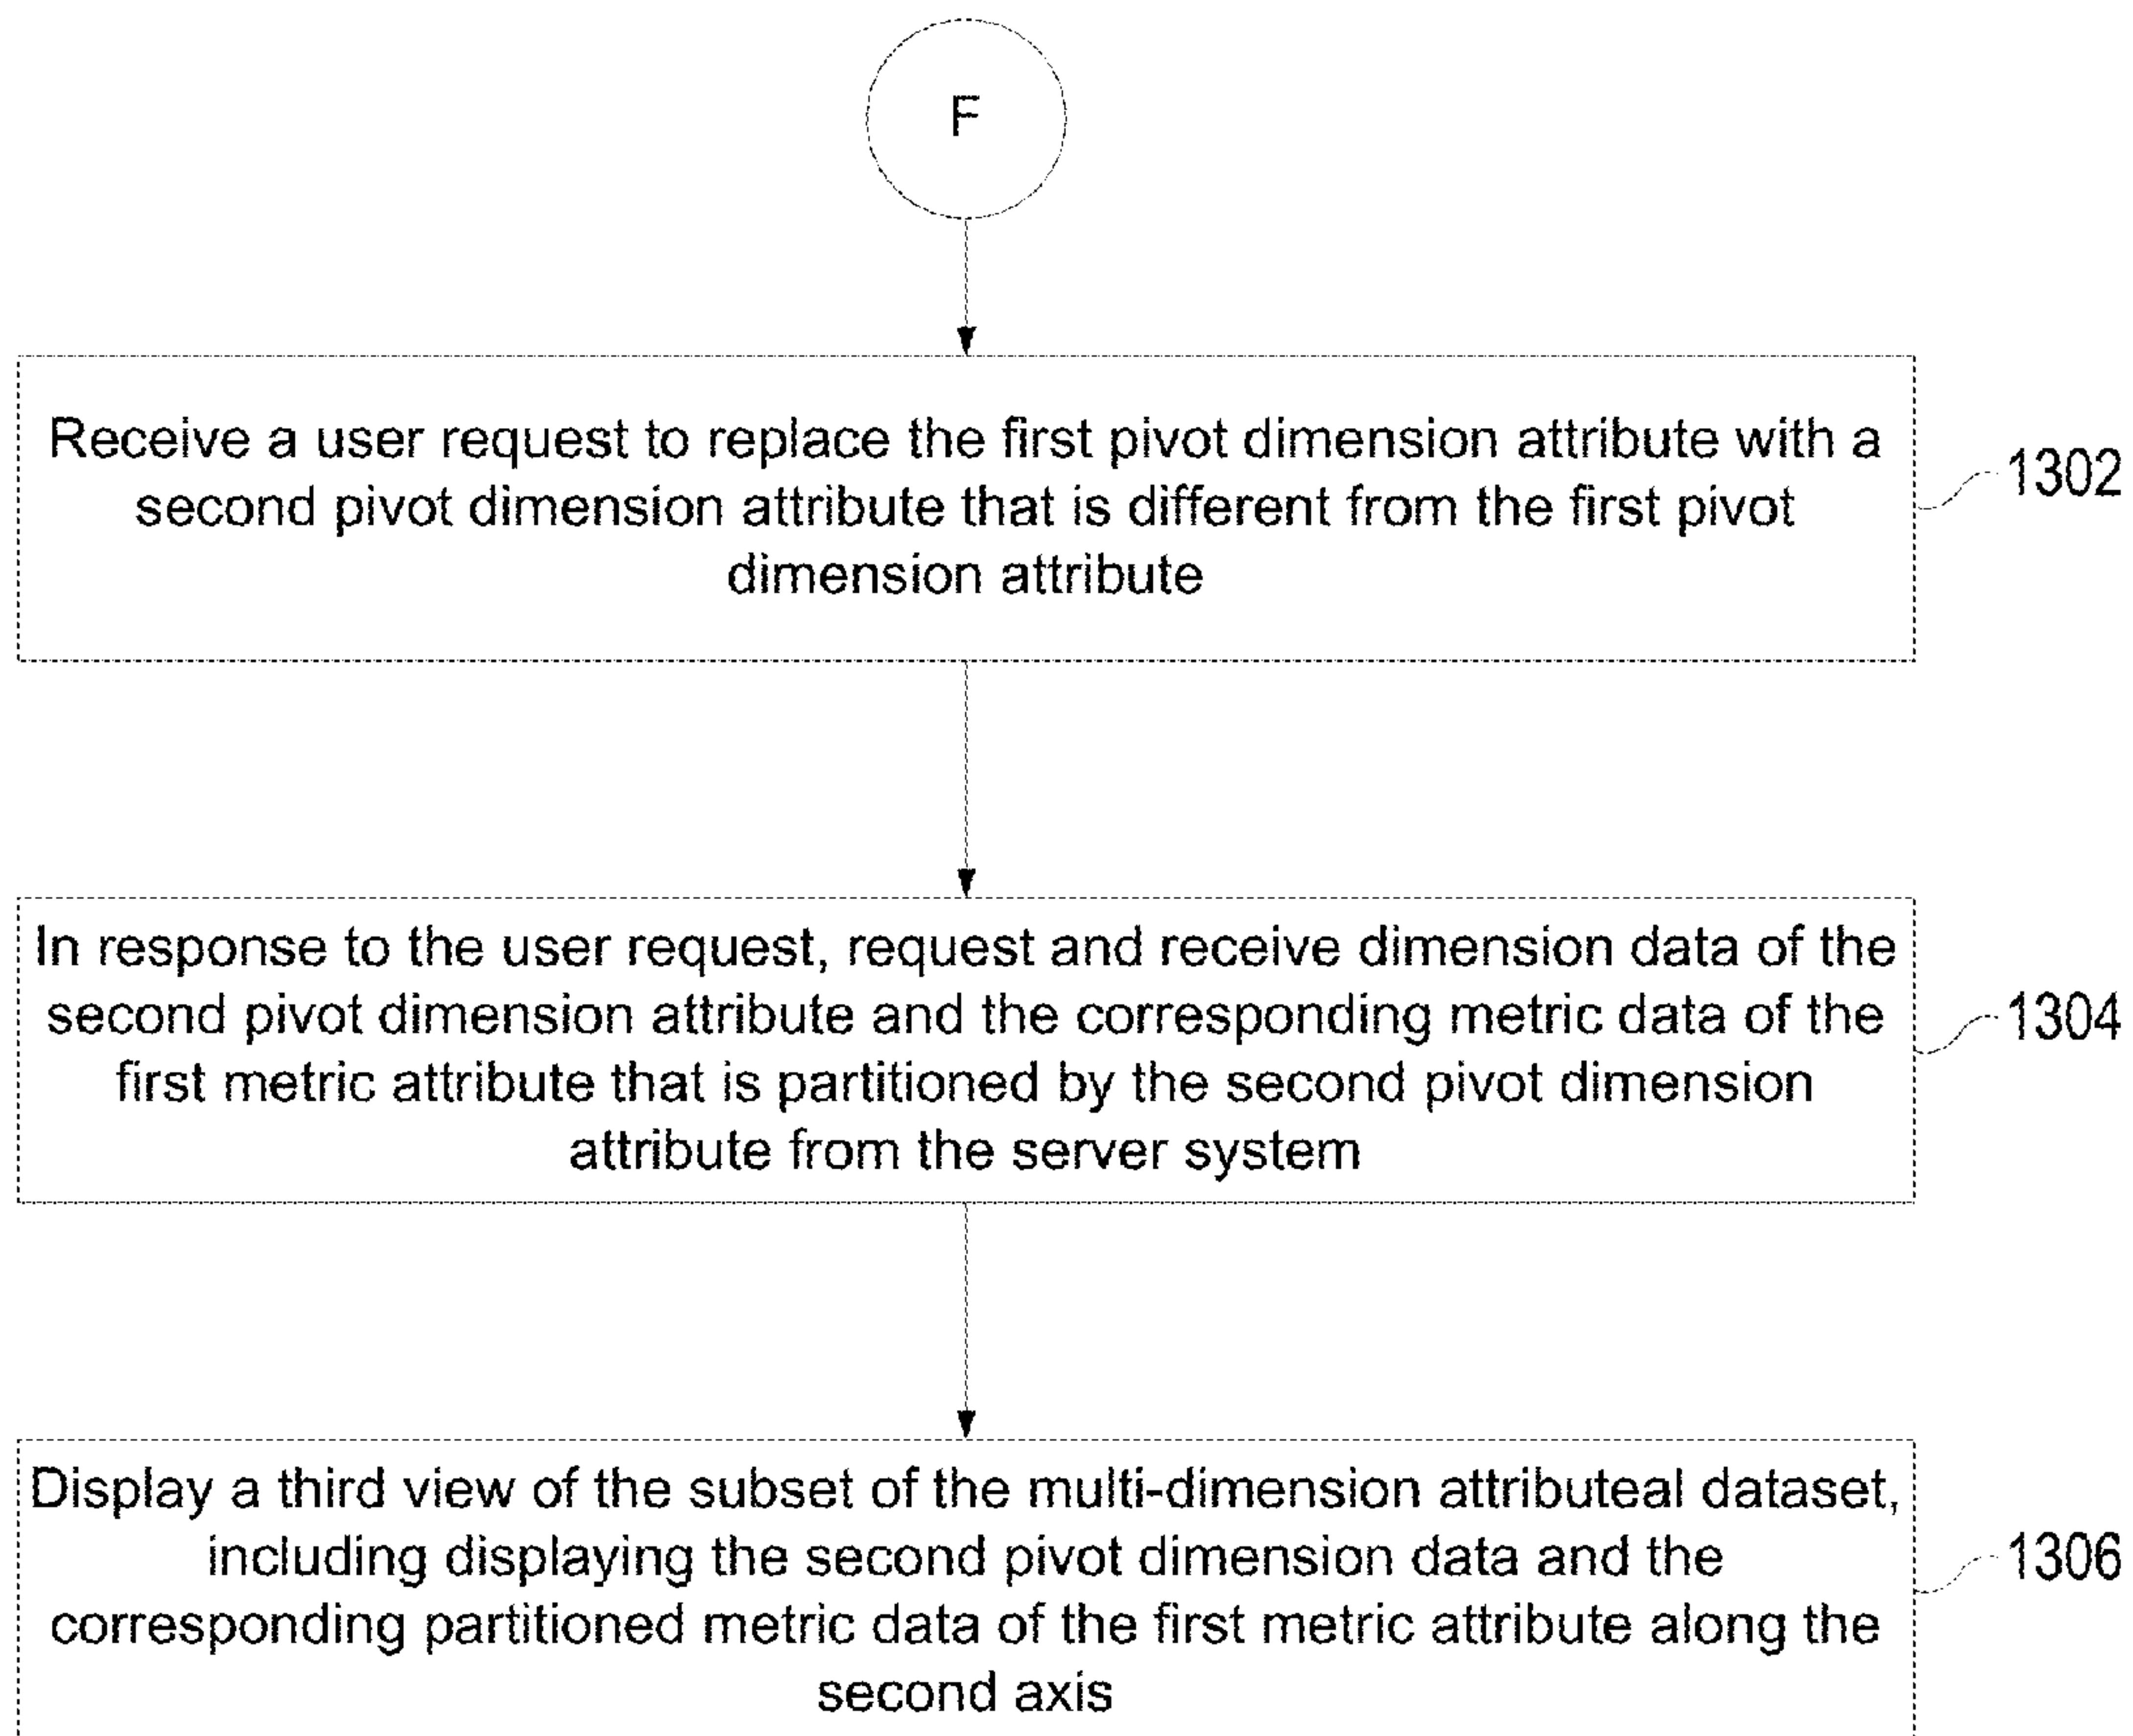 F
Receive a user request to replace the first pivot dimension attribute with a
second pivot dimension attribute that is different from the first pivot
dimension attribute
1302
In response to the user request, request and receive dimension data of the
second pivot dimension attribute and the corresponding metric data of the
first metric attribute that is partitioned by the second pivot dimension
attribute from the server system
1304
Display a third view of the subset of the multi-dimension attributeal dataset,
including displaying the second pivot dimension data and the
corresponding partitioned metric data of the first metric attribute along the
second axis
1306